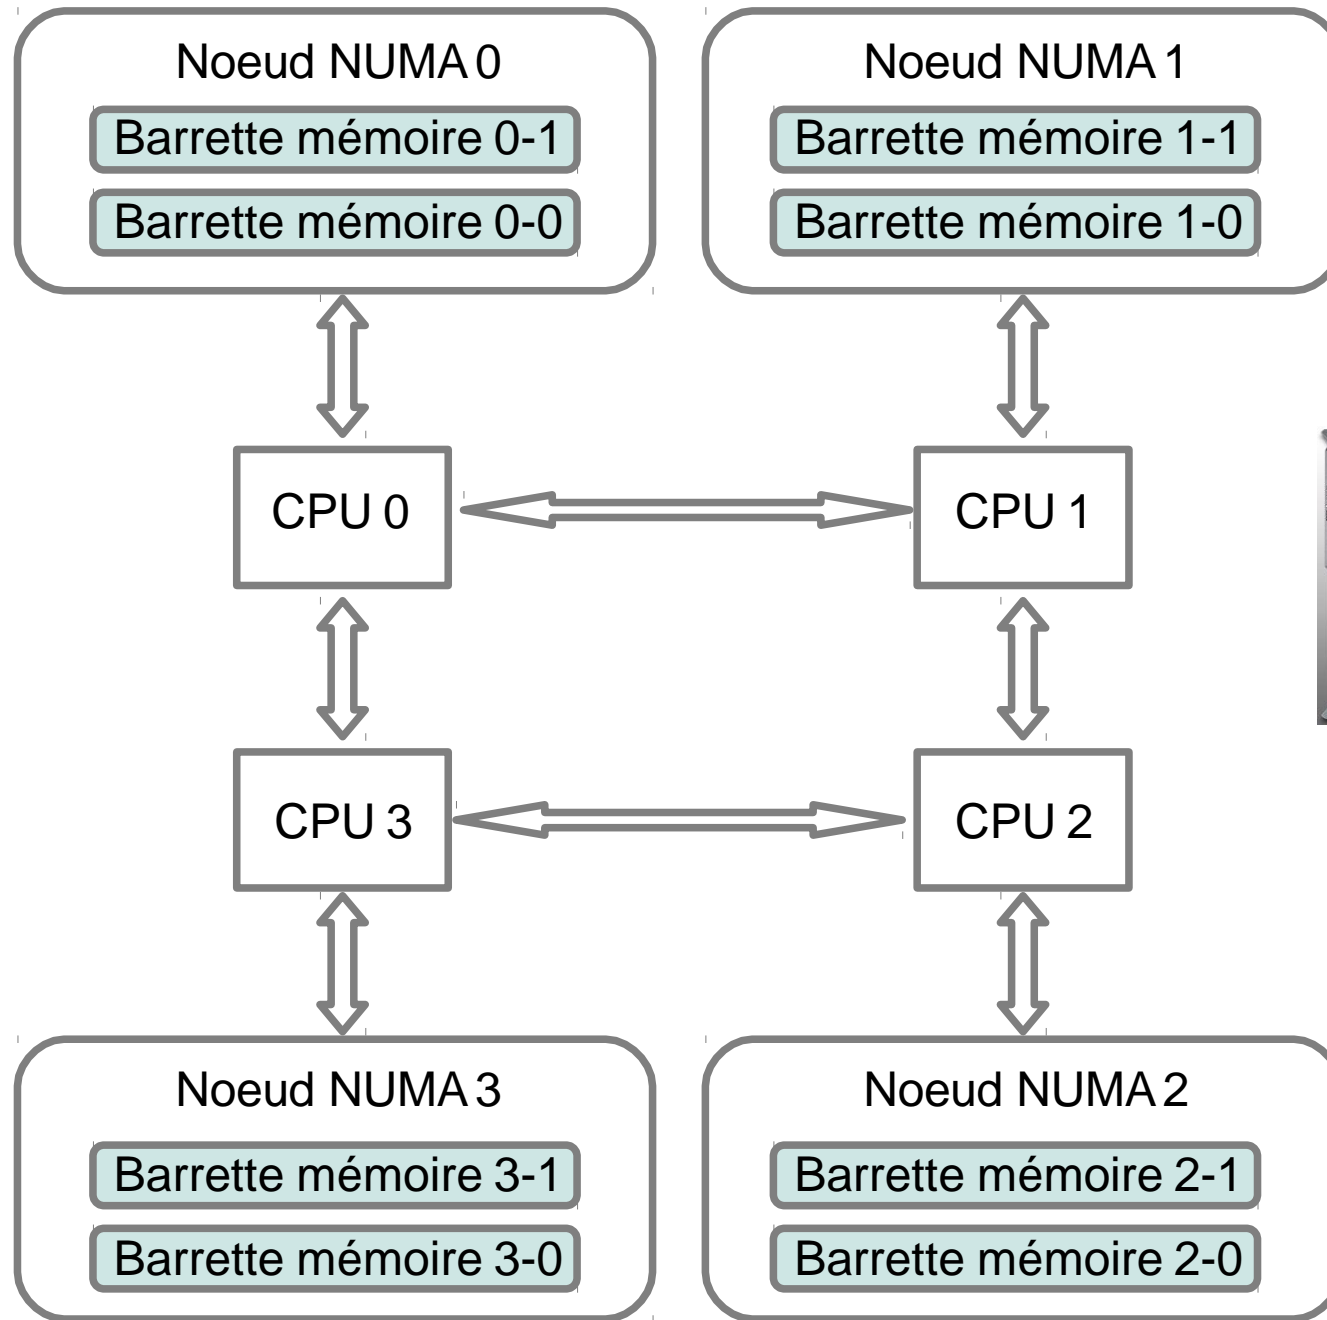 Noeud NUMA 0
Barrette mémoire 0-1
Barrette mémoire 0-0
Noeud NUMA 1
Barrette mémoire 1-1
Barrette mémoire 1-0
CPU 0
CPU 1
CPU 3
CPU 2
Noeud NUMA 3
Barrette mémoire 3-1
Barrette mémoire 3-0
Noeud NUMA 2
Barrette mémoire 2-1
Barrette mémoire 2-0